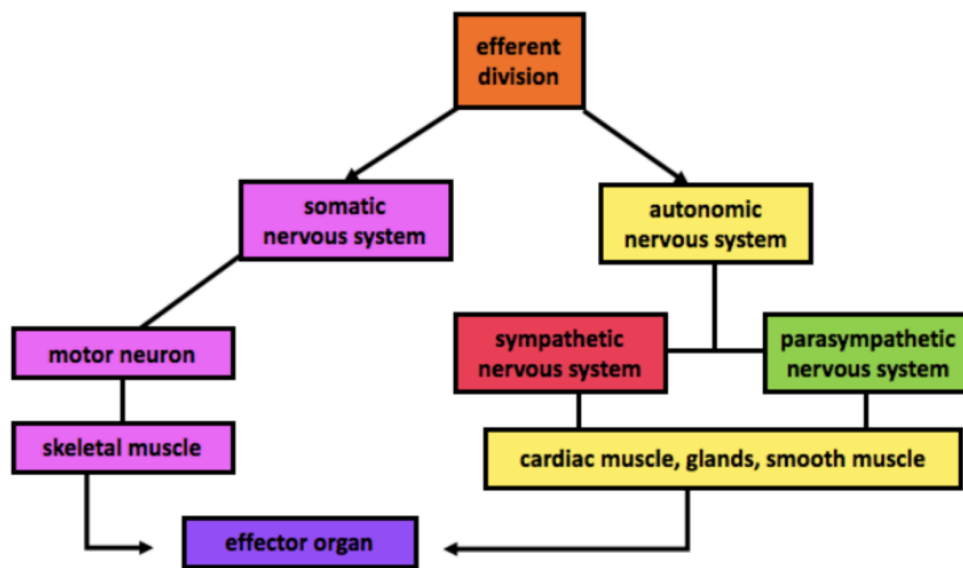 efferent
division
somatic
nervous system
autonomic
nervous system
motor neuron
sympathetic
nervous system
parasympathetic
nervous system
skeletal muscle
cardiac muscle, glands, smooth muscle
effector organ